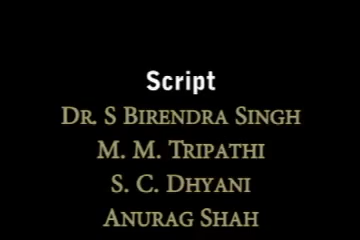 Script
DR. S BIRENDRA SINGH
M. M. TRIPATHI
S. C. DHYANI
ANURAG SHAH